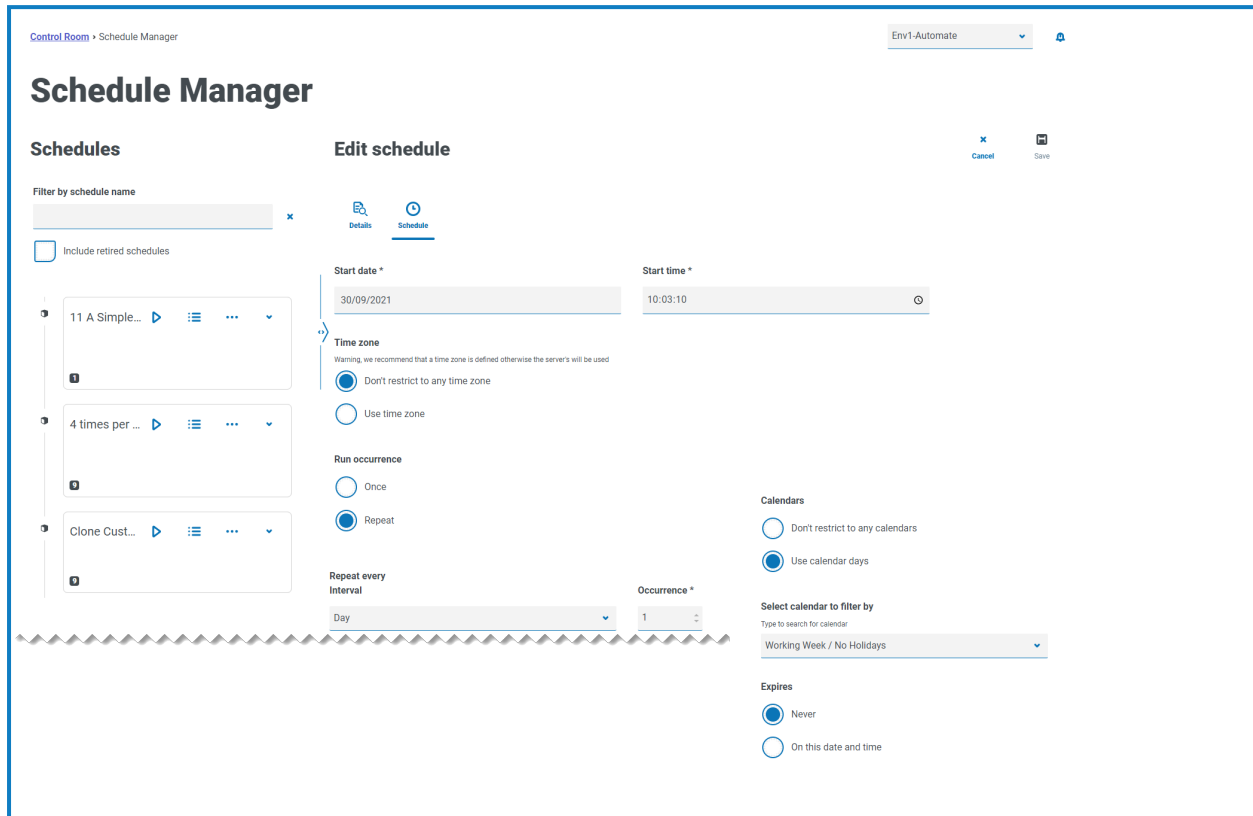 Control Room › Schedule Manager
Env1-Automate
Schedule Manager
Schedules
Filter by schedule name
Include retired schedules
11 A Simple...
1
4 times per ...
9
Clone Cust...
9
Edit schedule
Cancel
Save
Details
Schedule
Start date *
30/09/2021
Start time *
10:03:10
Time zone
Warning, we recommend that a time zone is defined otherwise the server's will be used
Don't restrict to any time zone
Use time zone
Run occurrence
Once
Repeat
Repeat every
Interval
Day
Occurrence *
1
Calendars
Don't restrict to any calendars
Use calendar days
Select calendar to filter by
Type to search for calendar
Working Week / No Holidays
Expires
Never
On this date and time